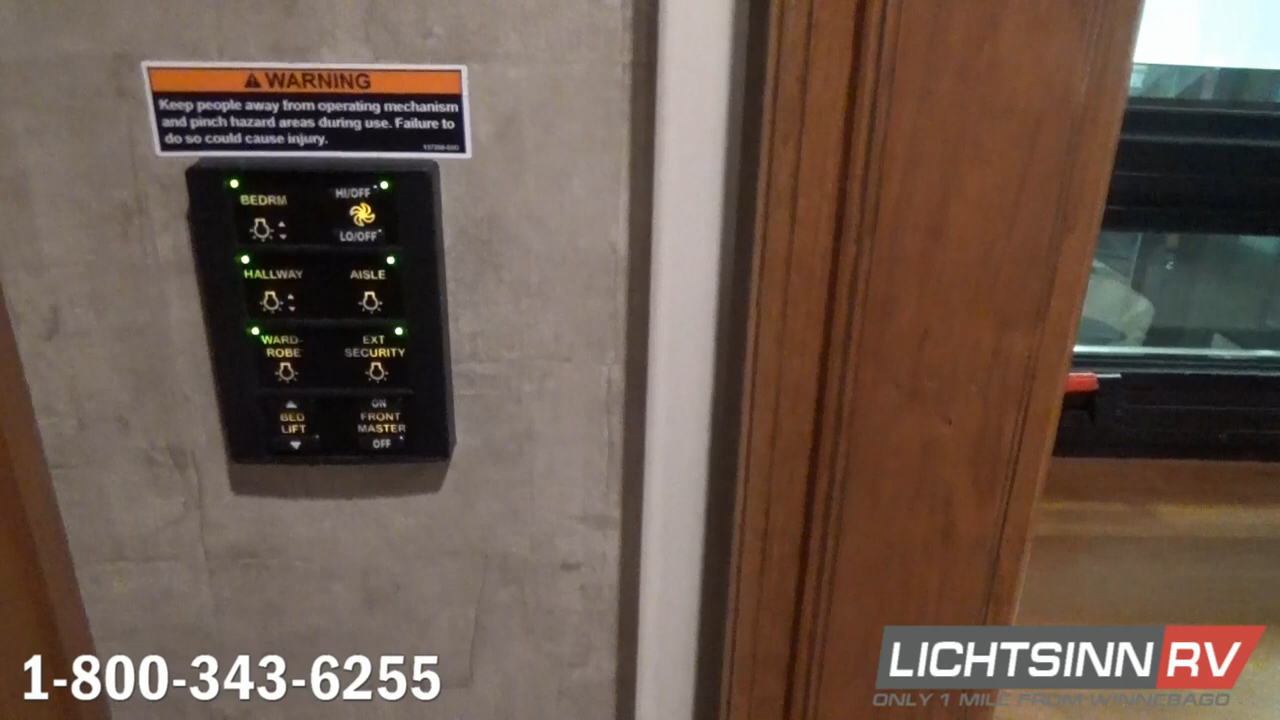 WARNING
Keep people away from operating mechanism
and pinch hazard areas during use. Failure to
do so could cause injury.
BEDRM
HI/OFF
LO/OFF
HALLWAY
AISLE
WARD-
ROBE
EXT
SECURITY
BED
LIFT
ON
FRONT
MASTER
OFF
1-800-343-6255
LICHTSINN RV
ONLY 1 MILE FROM WINNEBAGO